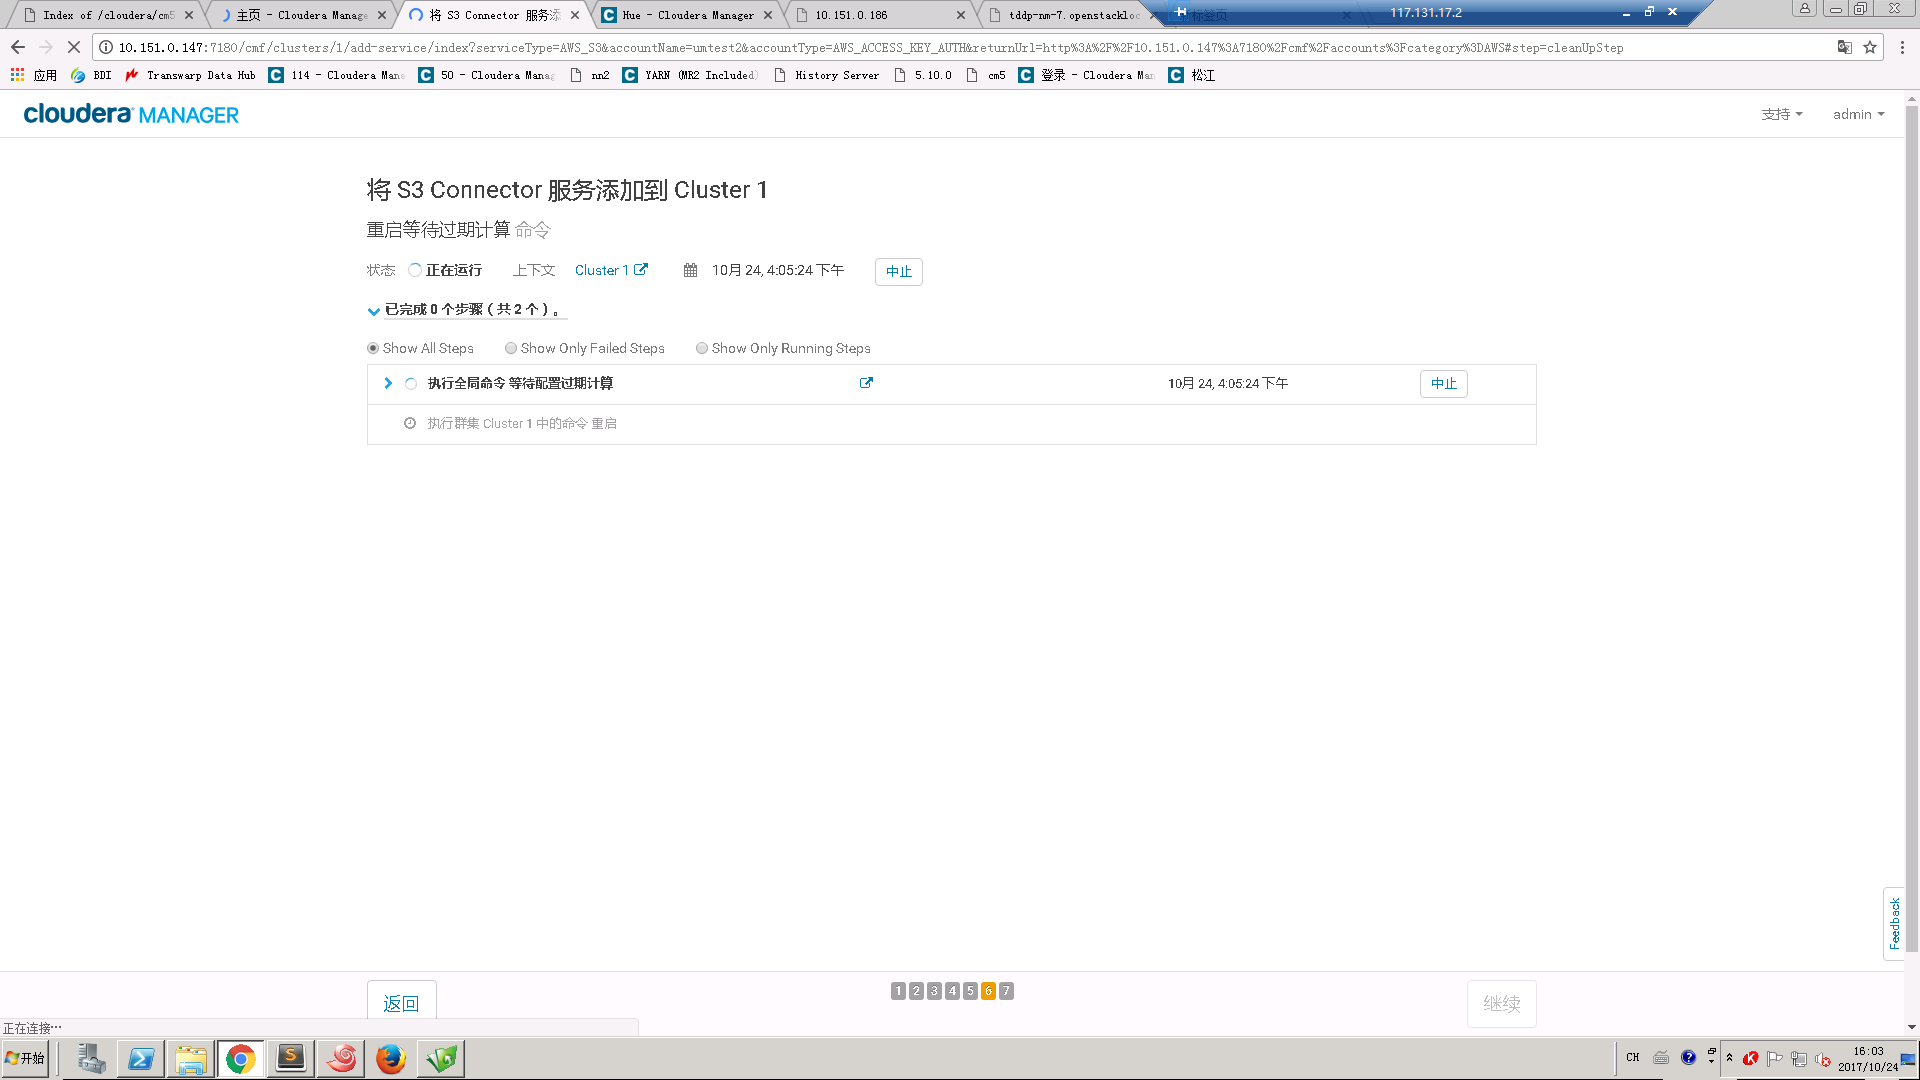 Index of /cloudera/cm5
主页 - Cloudera Manage
将 S3 Connector 服务添
Hue - Cloudera Manager
10.151.0.186
tddp-nm-7.openstackloc
标签页
117.131.17.2
10.151.0.147:7180/cmf/clusters/1/add-service/index?serviceType=AWS_S3&accountName=umtest2&accountType=AWS_ACCESS_KEY_AUTH&returnUrl=http%3A%2F%2F10.151.0.147%3A7180%2Fcmf%2Faccounts%3Fcategory%3DAWS#step=cleanUpStep
应用
BDI
Transwarp Data Hub
114 - Cloudera Mana
50 - Cloudera Manag
nn2
YARN (MR2 Included)
History Server
5.10.0
cm5
登录 - Cloudera Man
松江
cloudera MANAGER
支持
admin
将 S3 Connector 服务添加到 Cluster 1
重启等待过期计算 命令
状态 正在运行 上下文 Cluster 1 10月 24, 4:05:24 下午 中止
已完成 0 个步骤（共 2 个）。
Show All Steps Show Only Failed Steps Show Only Running Steps
执行全局命令 等待配置过期计算 10月 24, 4:05:24 下午 中止
执行群集 Cluster 1 中的命令 重启
Feedback
返回
1 2 3 4 5 6 7
继续
正在连接…
开始
CH
16:03
2017/10/24